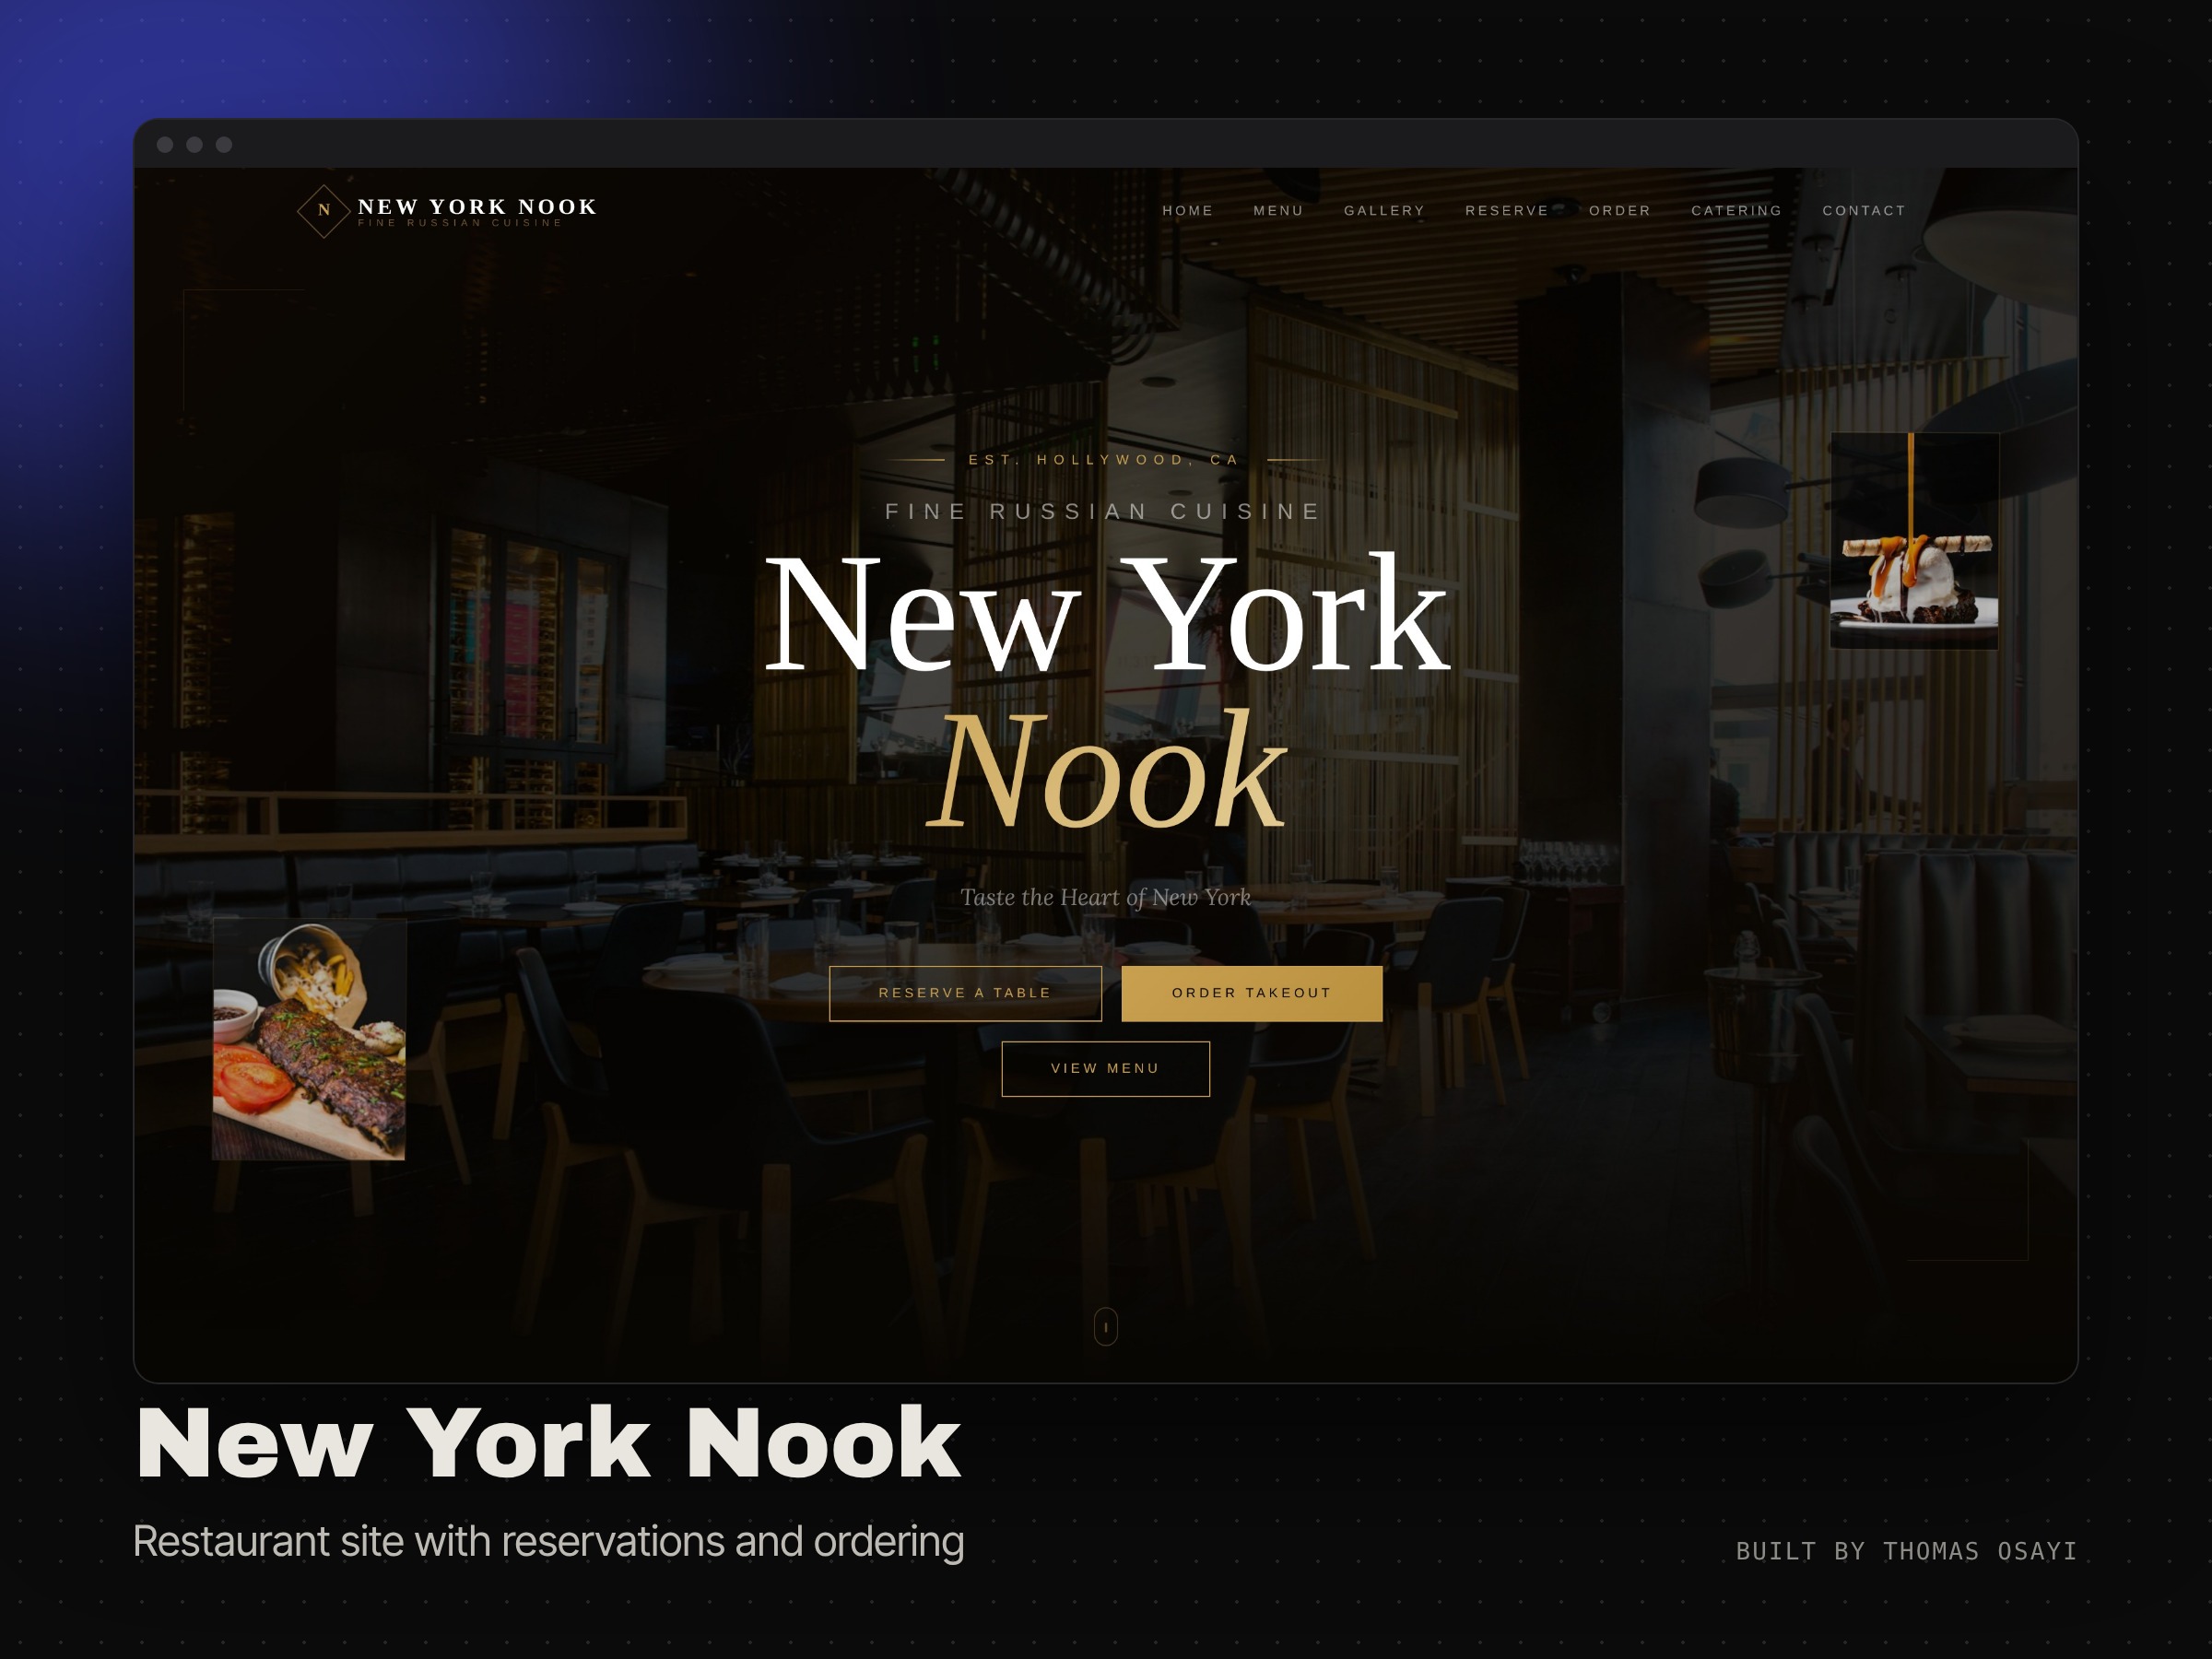 N
NEW YORK NOOK
FINE RUSSIAN CUISINE
HOME MENU GALLERY RESERVE ORDER CATERING CONTACT
EST. HOLLYWOOD, CA
FINE RUSSIAN CUISINE
New York
Nook
Taste the Heart of New York
RESERVE A TABLE
ORDER TAKEOUT
VIEW MENU
New York Nook
Restaurant site with reservations and ordering
BUILT BY THOMAS OSAYI